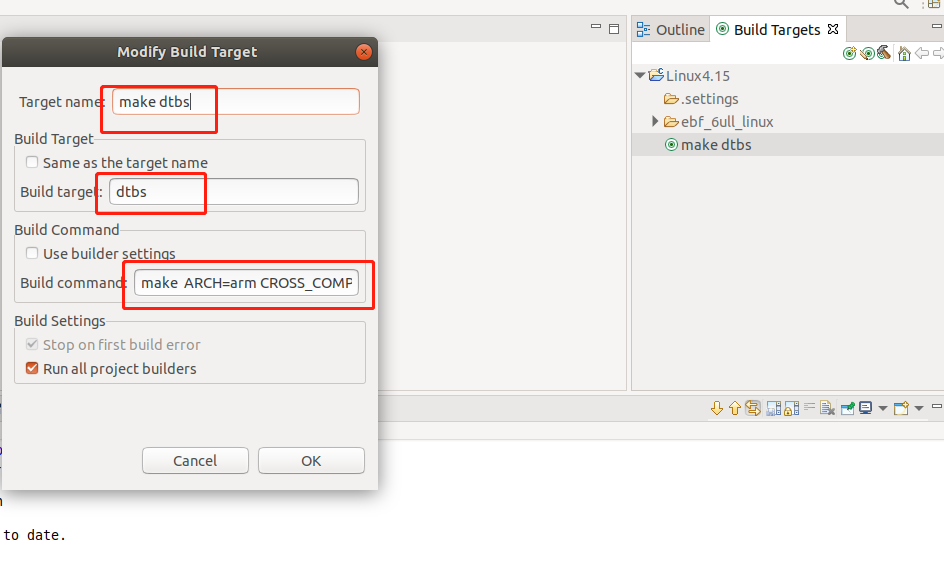 Modify Build Target
Target name: make dtbs
Build Target
Same as the target name
Build target: dtbs
Build Command
Use builder settings
Build command: make ARCH=arm CROSS_COMP
Build Settings
Stop on first build error
Run all project builders
Cancel
OK
Outline
Build Targets
Linux4.15
.settings
ebf_6ull_linux
make dtbs
to date.